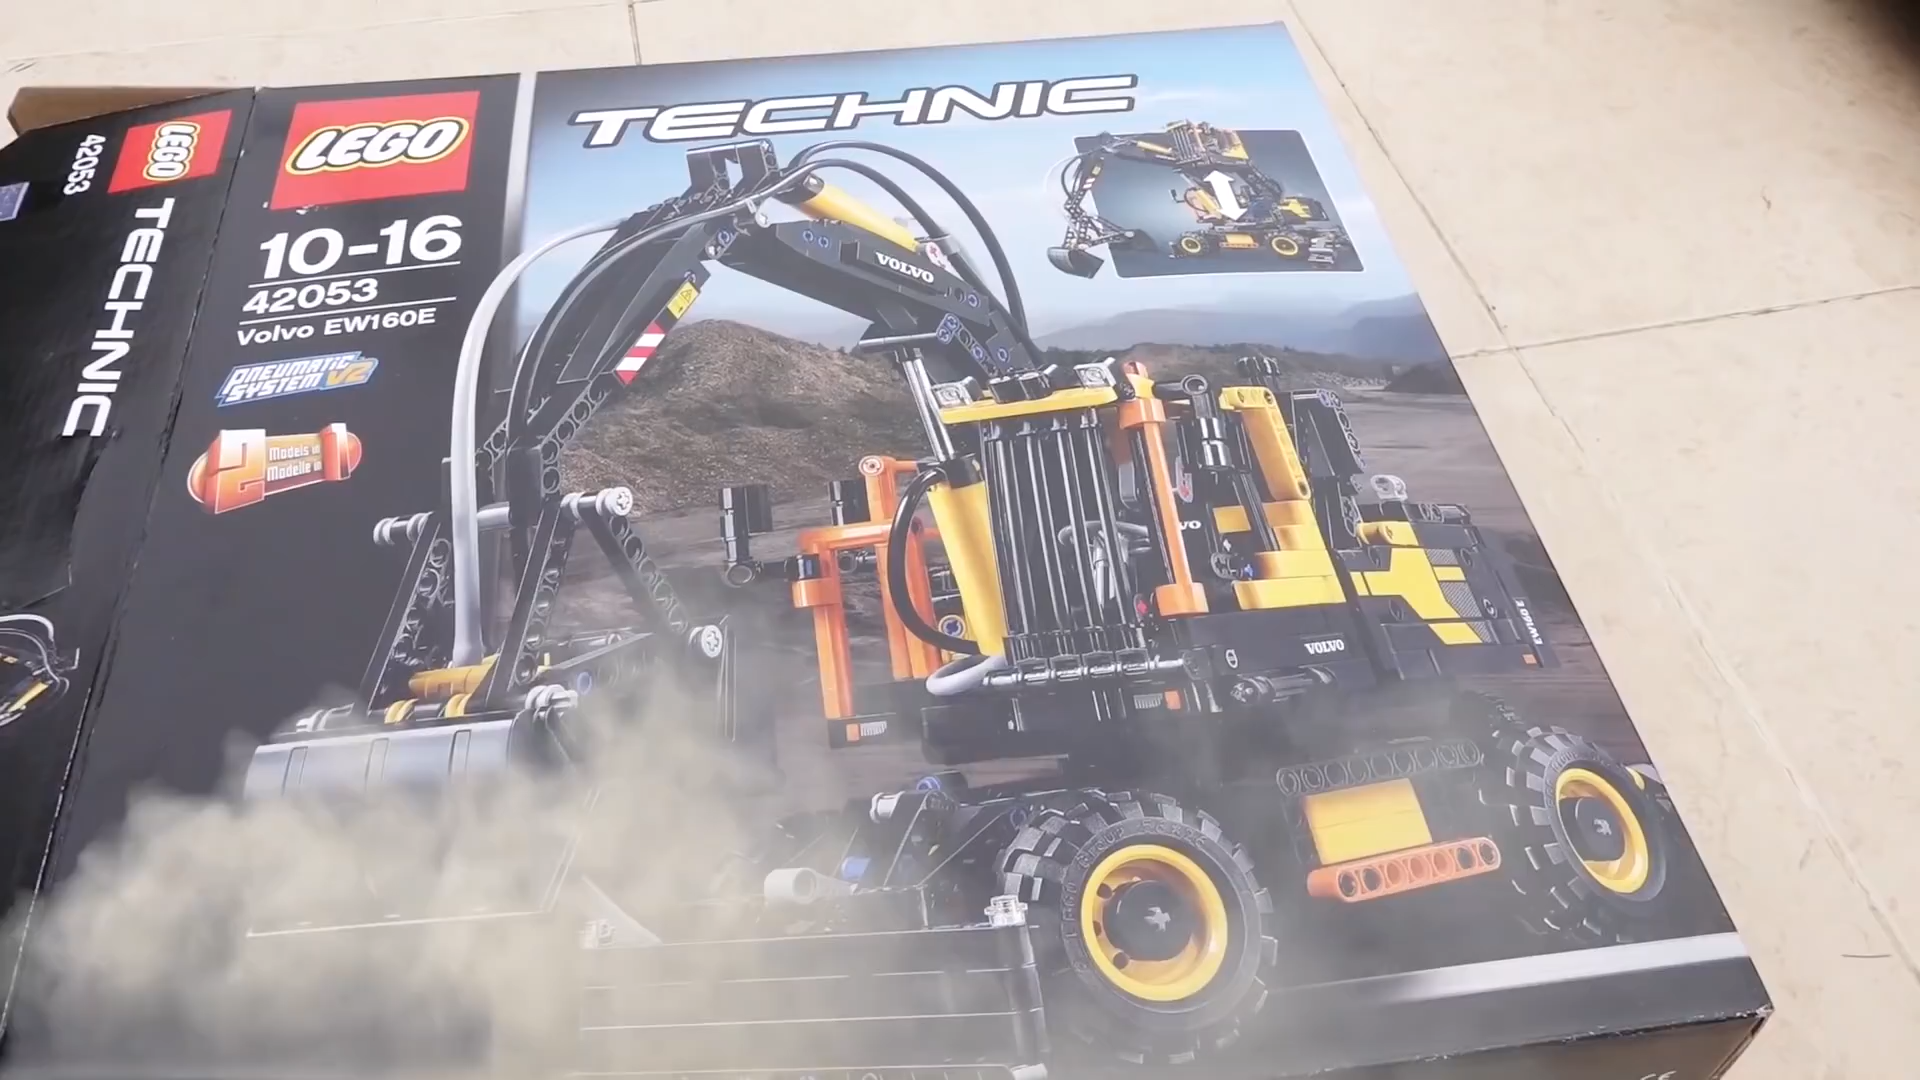 42053
LEGO
TECHNIC
LEGO
10-16
42053
Volvo EW160E
PNEUMATIC
SYSTEM V2
2
Models in
Modelle in
1
TECHNIC
VOLVO
VOLVO
EW160E